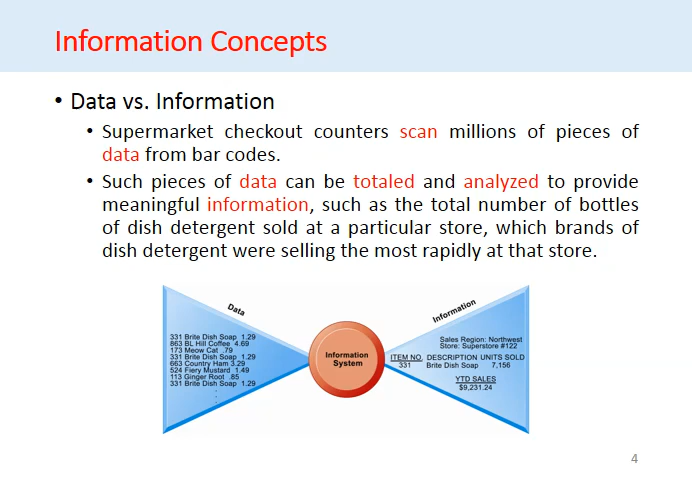 Information Concepts
• Data vs. Information
• Supermarket checkout counters scan millions of pieces of
data from bar codes.
• Such pieces of data can be totaled and analyzed to provide
meaningful information, such as the total number of bottles
of dish detergent sold at a particular store, which brands of
dish detergent were selling the most rapidly at that store.
Data
331 Brite Dish Soap 1.29
863 BL Hill Coffee 4.69
173 Meow Cat .79
331 Brite Dish Soap 1.29
663 Country Ham 3.29
524 Fiery Mustard 1.49
113 Ginger Root .85
331 Brite Dish Soap 1.29
.
.
.
Information
System
Information
Sales Region: Northwest
Store: Superstore #122
ITEM NO. DESCRIPTION UNITS SOLD
331 Brite Dish Soap 7,156
YTD SALES
$9,231.24
4